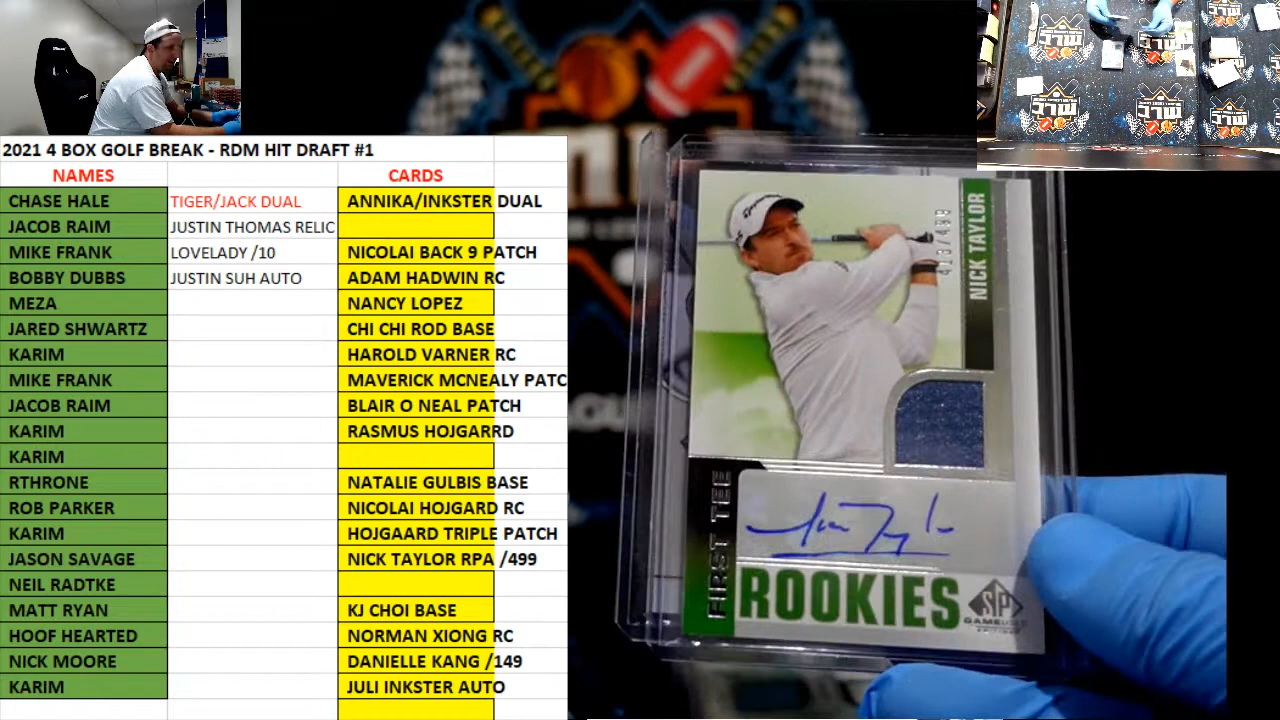 2021 4 BOX GOLF BREAK - RDM HIT DRAFT #1
NAMES CARDS
CHASE HALE TIGER/JACK DUAL ANNIKA/INKSTER DUAL
JACOB RAIM JUSTIN THOMAS RELIC
MIKE FRANK LOVELADY /10 NICOLAI BACK 9 PATCH
BOBBY DUBBS JUSTIN SUH AUTO ADAM HADWIN RC
MEZA NANCY LOPEZ
JARED SHWARTZ CHI CHI ROD BASE
KARIM HAROLD VARNER RC
MIKE FRANK MAVERICK MCNEALY PATC
JACOB RAIM BLAIR O NEAL PATCH
KARIM RASMUS HOJGARRD
KARIM
RTHRONE NATALIE GULBIS BASE
ROB PARKER NICOLAI HOJGARD RC
KARIM HOJGAARD TRIPLE PATCH
JASON SAVAGE NICK TAYLOR RPA /499
NEIL RADTKE
MATT RYAN KJ CHOI BASE
HOOF HEARTED NORMAN XIONG RC
NICK MOORE DANIELLE KANG /149
KARIM JULI INKSTER AUTO
NICK TAYLOR
413/499
FIRST TEE
ROOKIES
SP
GAME USED
EDITION